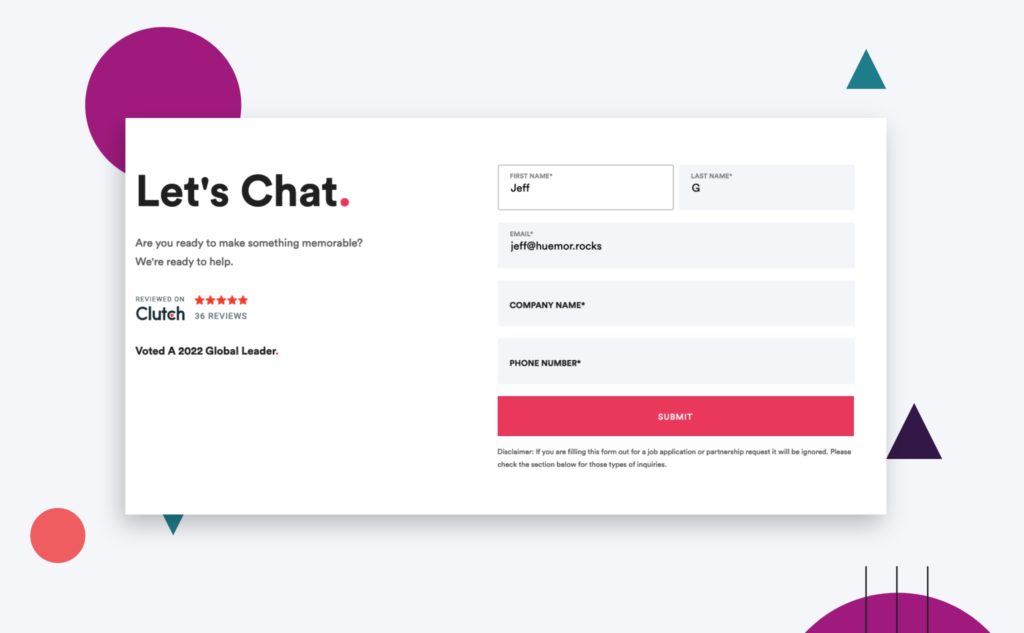 Let's Chat.
Are you ready to make something memorable?
We're ready to help.
REVIEWED ON
Clutch
36 REVIEWS
Voted A 2022 Global Leader.
FIRST NAME*
Jeff
LAST NAME*
G
EMAIL*
jeff@huemor.rocks
COMPANY NAME*
PHONE NUMBER*
SUBMIT
Disclaimer: If you are filling this form out for a job application or partnership request it will be ignored. Please
check the section below for those types of inquiries.